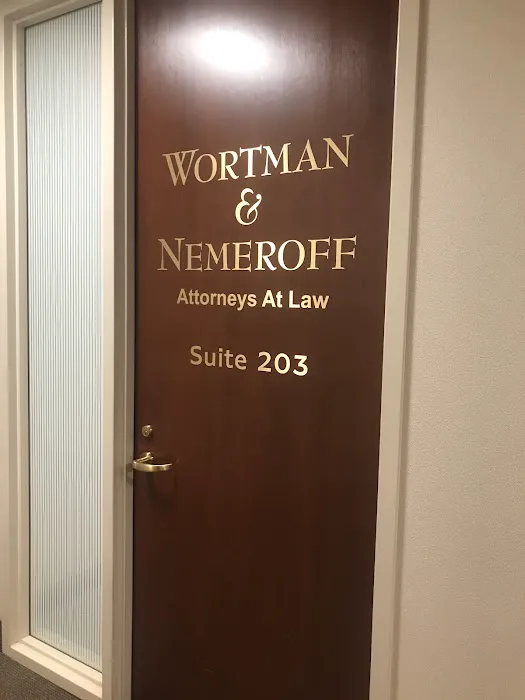 WORTMAN
&
NEMEROFF
Attorneys At Law
Suite 203